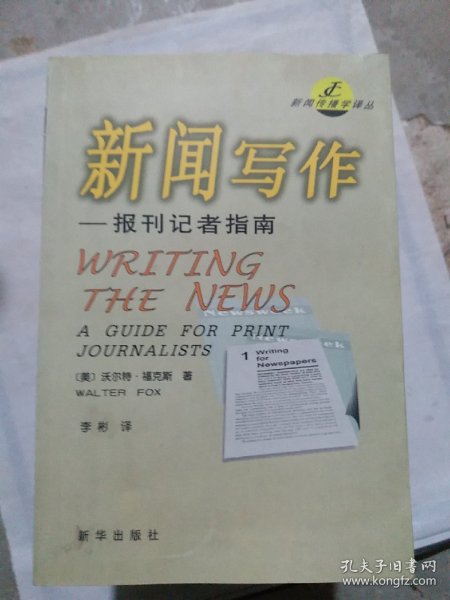 新闻传播学译丛
新闻写作
—报刊记者指南
WRITING
THE NEWS
A GUIDE FOR PRINT
JOURNALISTS
〔美〕沃尔特·福克斯 著
WALTER FOX
李彬 译
Newsweek
1 Writing
for
Newspapers
新华出版社
孔夫子旧书网
www.kongfz.com